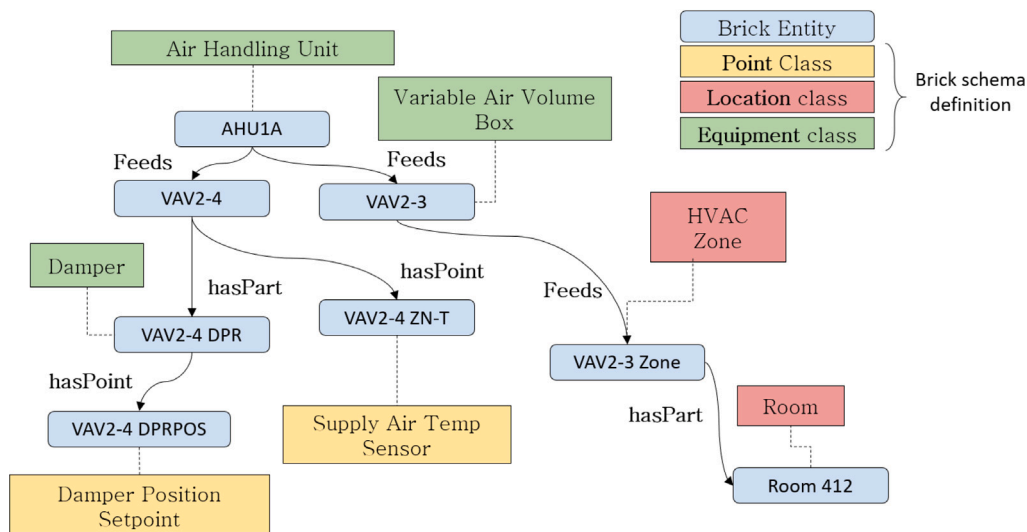 Air Handling Unit
Brick Entity
Point Class
Location class
Equipment class
Brick schema
definition
Variable Air Volume
Box
AHU1A
Feeds
Feeds
VAV2-4
VAV2-3
HVAC
Zone
Damper
hasPart
hasPoint
Feeds
VAV2-4 DPR
VAV2-4 ZN-T
VAV2-3 Zone
hasPoint
hasPart
Room
VAV2-4 DPRPOS
Supply Air Temp
Sensor
Room 412
Damper Position
Setpoint